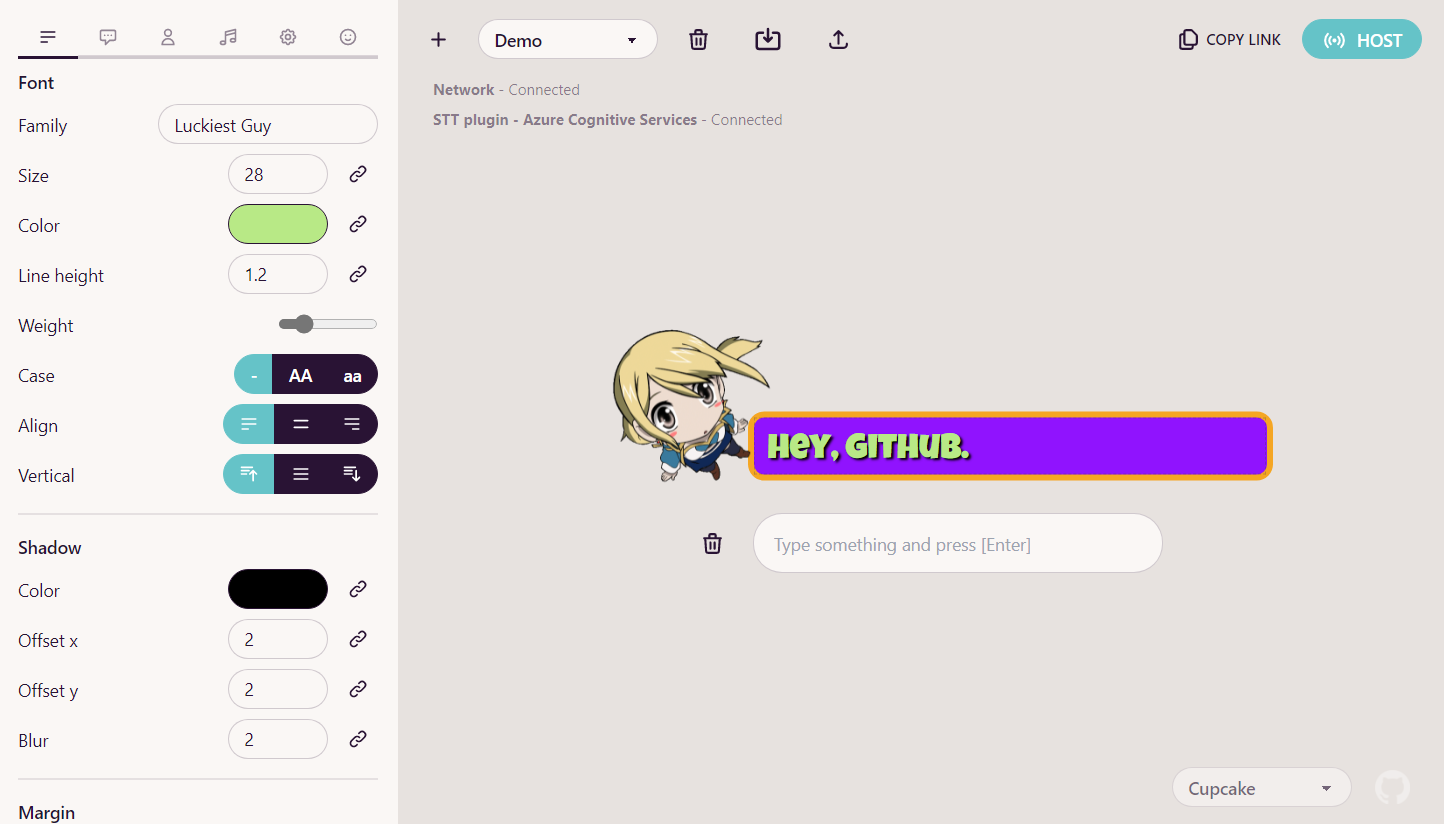 Font
Family
Luckiest Guy
Size
28
Color
Line height
1.2
Weight
Case
- AA aa
Align
Vertical
Shadow
Color
Offset x
2
Offset y
2
Blur
2
Margin
Demo
COPY LINK
HOST
Network - Connected
STT plugin - Azure Cognitive Services - Connected
Hey, GitHub.
Type something and press [Enter]
Cupcake